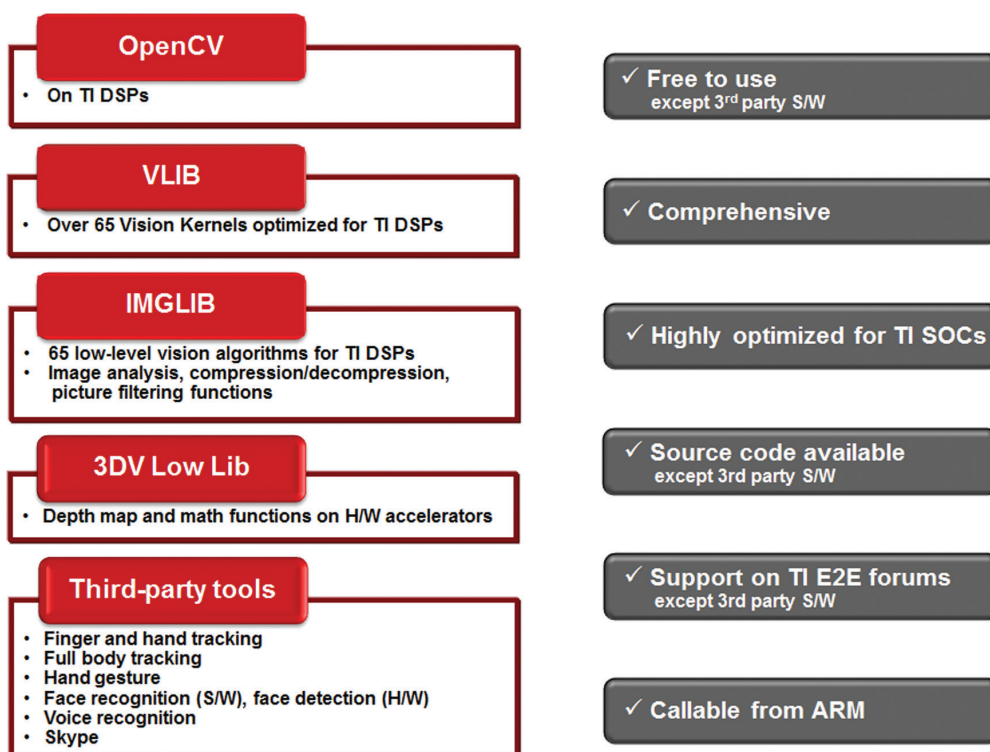 OpenCV
• On TI DSPs
VLIB
• Over 65 Vision Kernels optimized for TI DSPs
IMGLIB
• 65 low-level vision algorithms for TI DSPs
• Image analysis, compression/decompression,
picture filtering functions
3DV Low Lib
• Depth map and math functions on H/W accelerators
Third-party tools
• Finger and hand tracking
• Full body tracking
• Hand gesture
• Face recognition (S/W), face detection (H/W)
• Voice recognition
• Skype
✓ Free to use
except 3rd party S/W
✓ Comprehensive
✓ Highly optimized for TI SOCs
✓ Source code available
except 3rd party S/W
✓ Support on TI E2E forums
except 3rd party S/W
✓ Callable from ARM